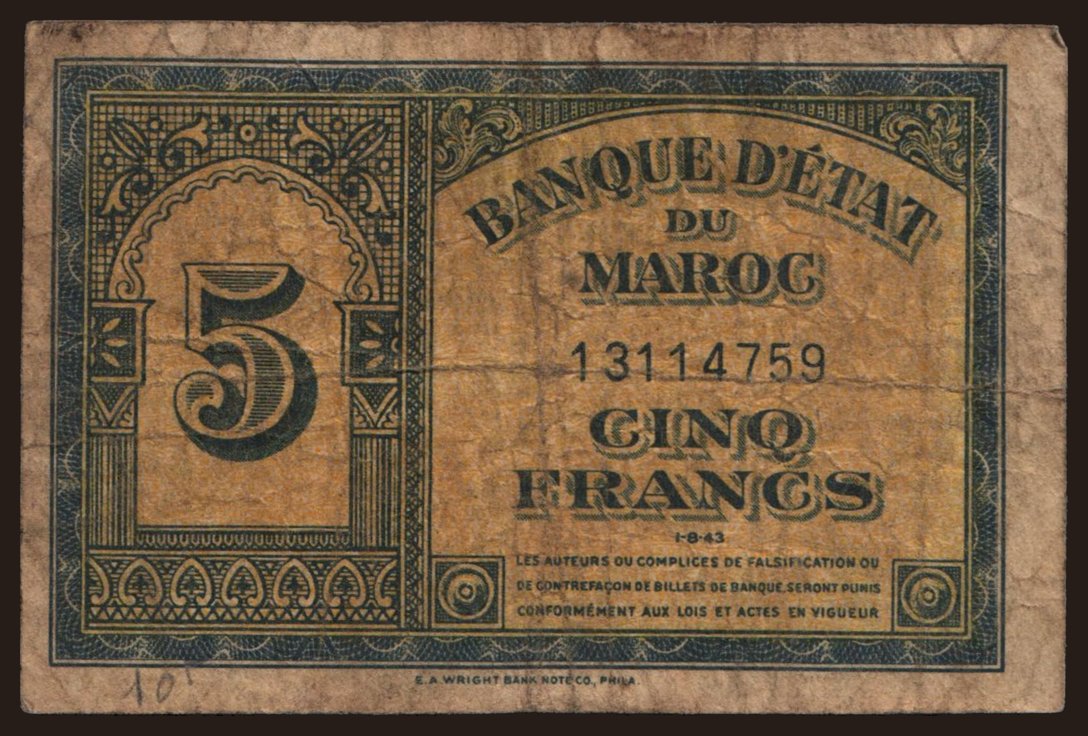 BANQUE D'ÉTAT
DU
MAROC
5
13114759
CINQ
FRANCS
1-8-43
LES AUTEURS OU COMPLICES DE FALSIFICATION OU
DE CONTREFAÇON DE BILLETS DE BANQUE SERONT PUNIS
CONFORMÉMENT AUX LOIS ET ACTES EN VIGUEUR
E. A. WRIGHT BANK NOTE CO., PHILA.
10